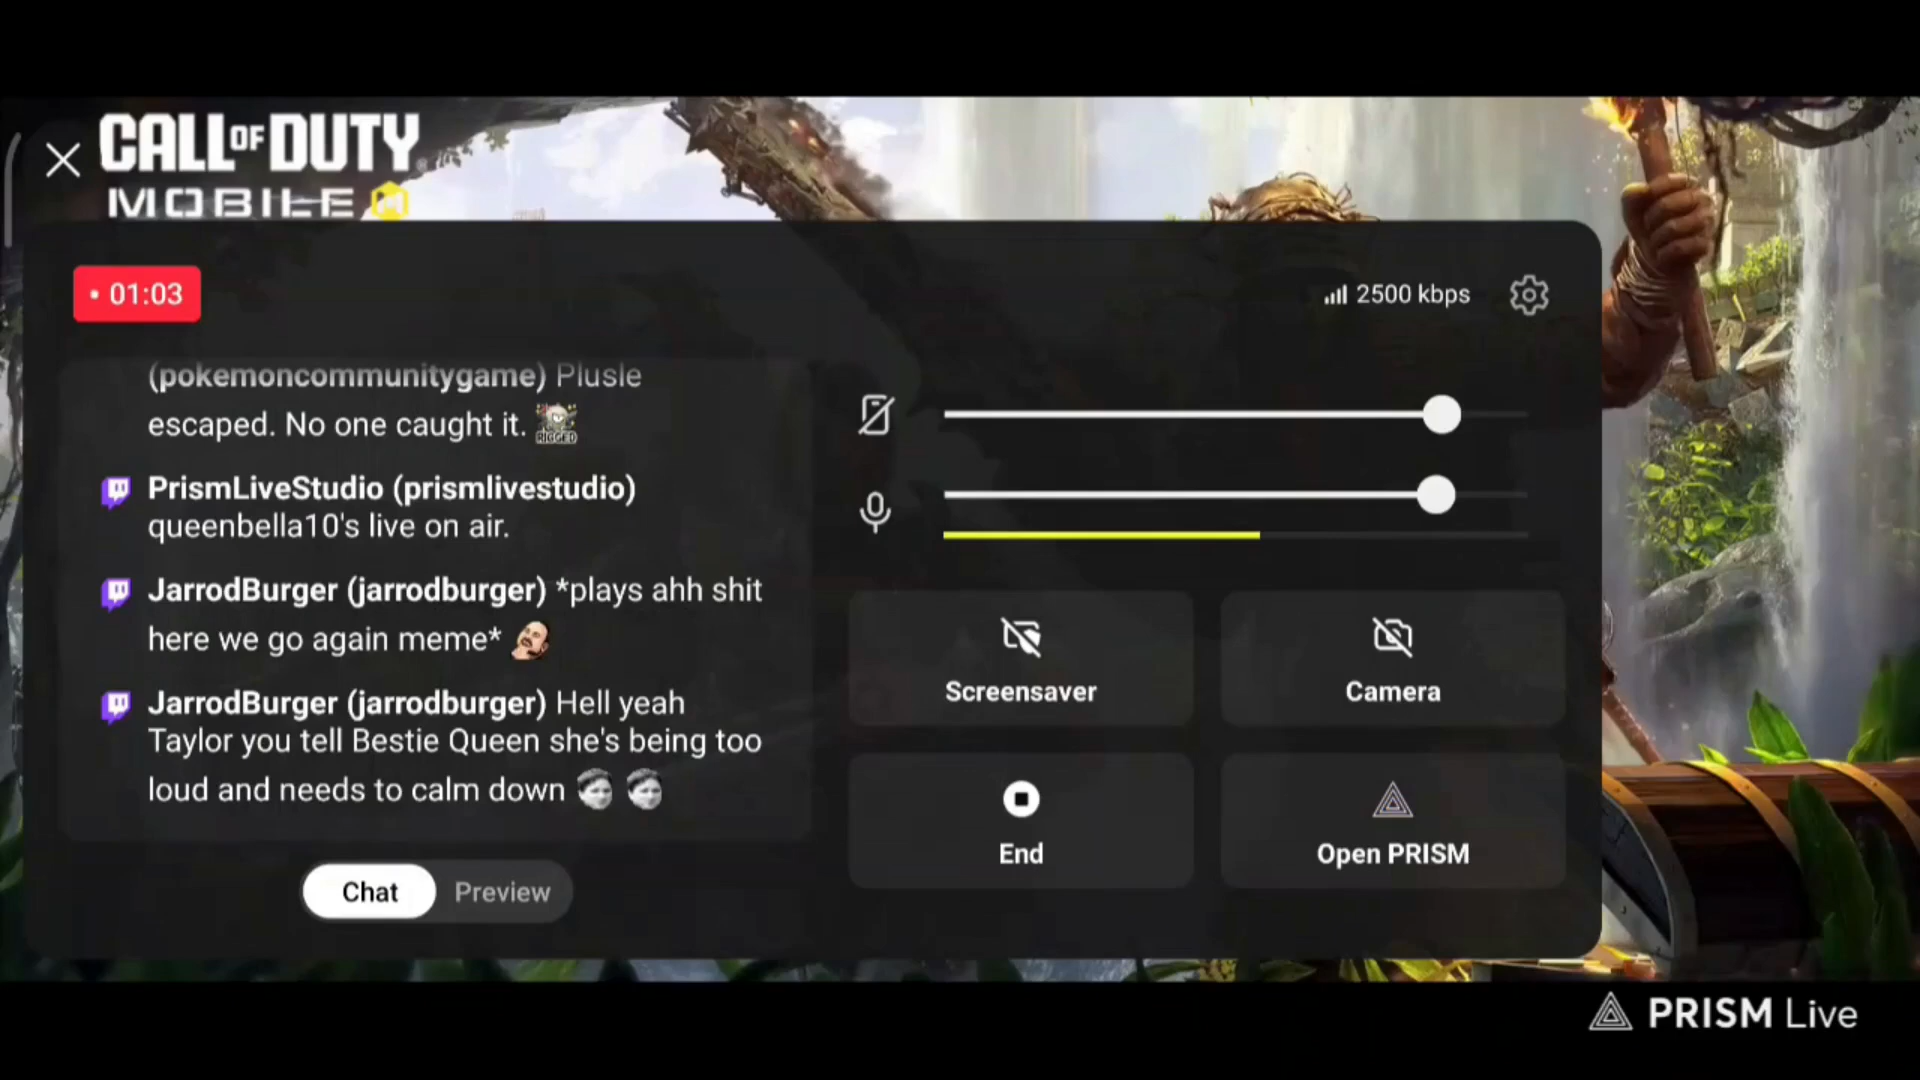 CALL OF DUTY
MOBILE
01:03
2500 kbps
(pokemoncommunitygame) Plusle
escaped. No one caught it.
RIGGED
PrismLiveStudio (prismlivestudio)
queenbella10's live on air.
JarrodBurger (jarrodburger) *plays ahh shit
here we go again meme*
JarrodBurger (jarrodburger) Hell yeah
Taylor you tell Bestie Queen she's being too
loud and needs to calm down
Chat
Preview
Screensaver
Camera
End
Open PRISM
PRISM Live